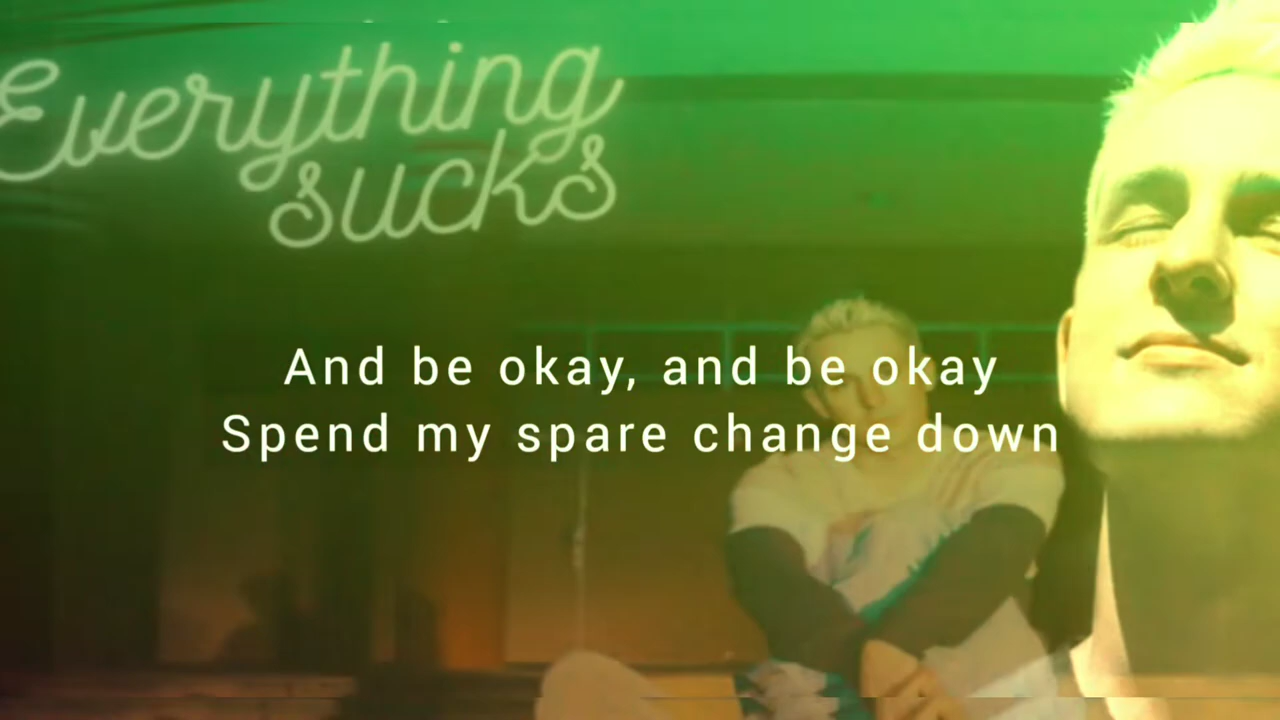 Everything
sucks
And be okay, and be okay
Spend my spare change down